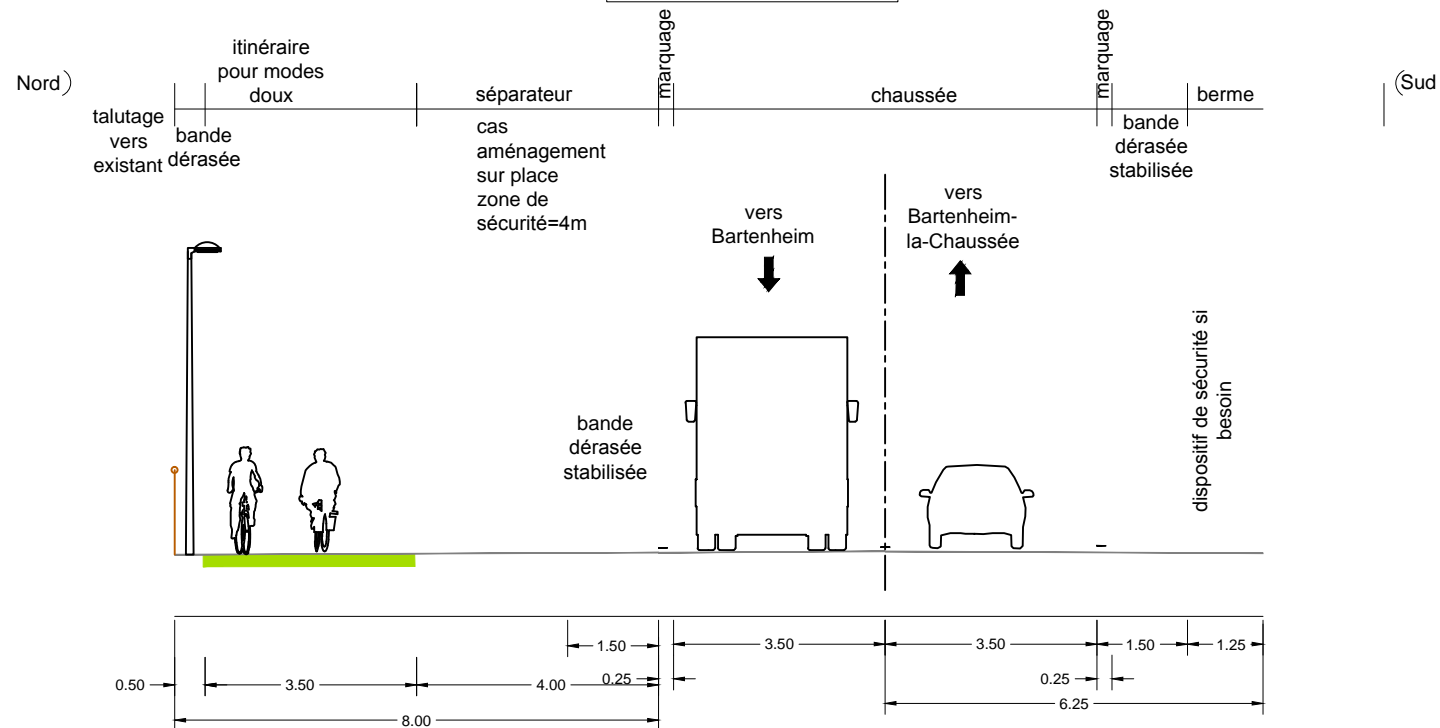 Nord)
talutage
vers
existant
bande
dérasée
itinéraire
pour modes
doux
séparateur
cas
aménagement
sur place
zone de
sécurité=4m
marquage
chaussée
marquage
berme
(Sud
bande
dérasée
stabilisée
vers
Bartenheim
vers
Bartenheim-
la-Chaussée
bande
dérasée
stabilisée
dispositif de sécurité si
besoin
1.50
3.50
3.50
1.50
1.25
0.50
3.50
4.00
0.25
0.25
6.25
8.00